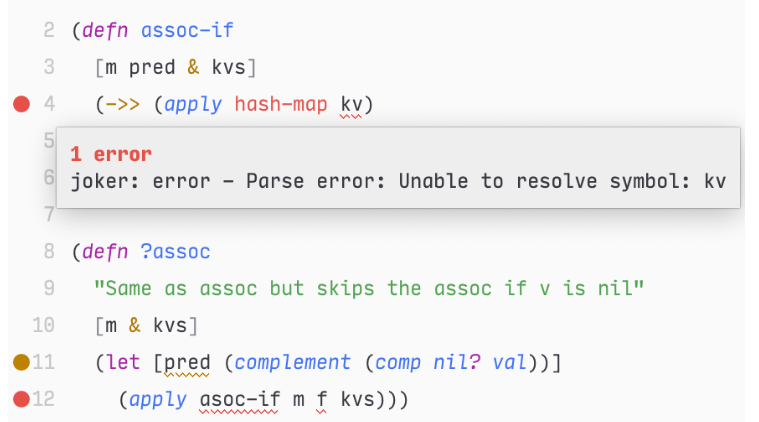 2 (defn assoc-if
3 [m pred & kvs]
4 (->> (apply hash-map kv)
5
1 error
6
joker: error - Parse error: Unable to resolve symbol: kv
7
8 (defn ?assoc
9 "Same as assoc but skips the assoc if v is nil"
10 [m & kvs]
11 (let [pred (complement (comp nil? val))]
12 (apply asoc-if m f kvs)))